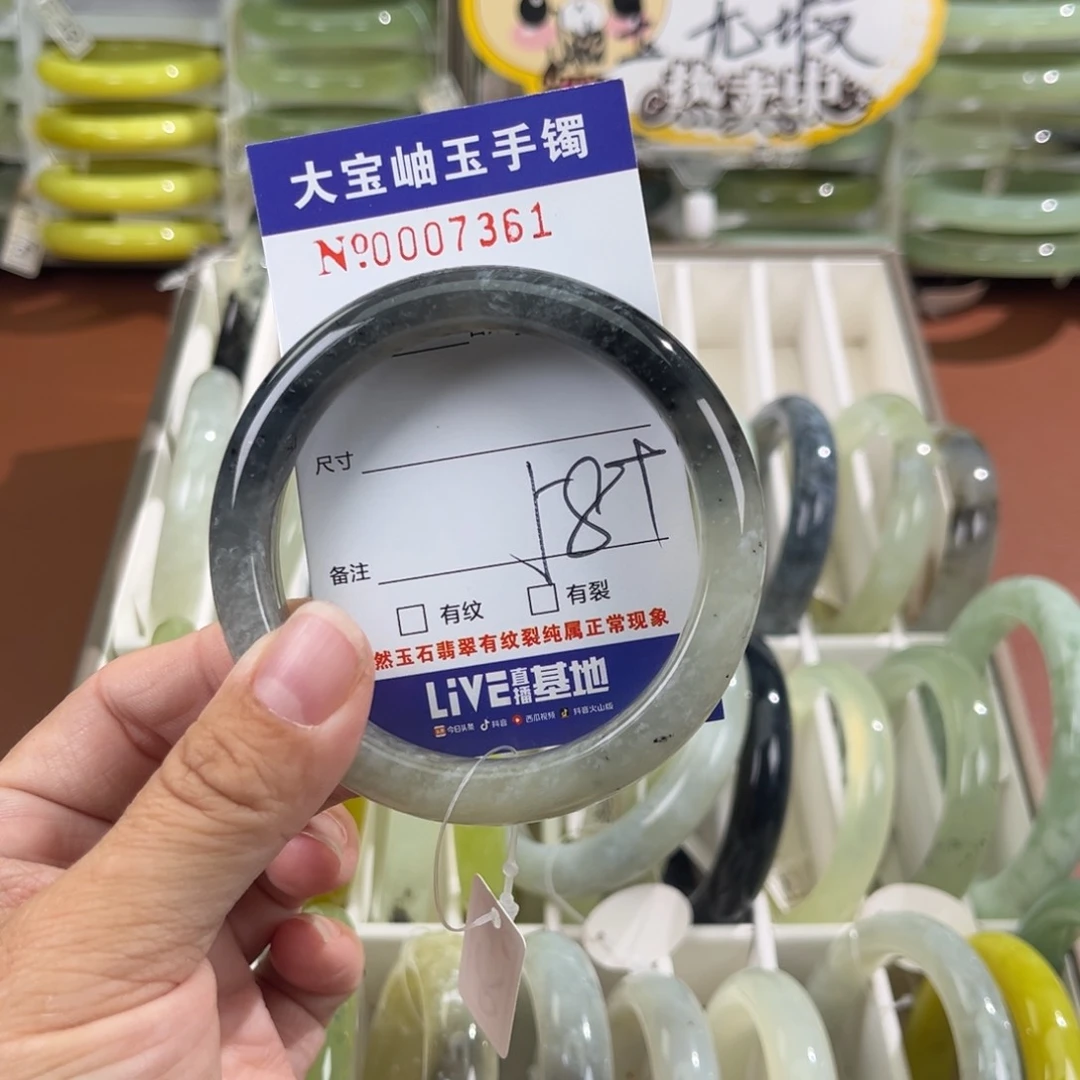 无暇
大宝岫玉手镯
Nº0007361
尺寸
备注
有纹
有裂
然玉石翡翠有纹裂纯属正常现象
LiVE直播基地
今日头条 抖音 西瓜视频 抖音火山版